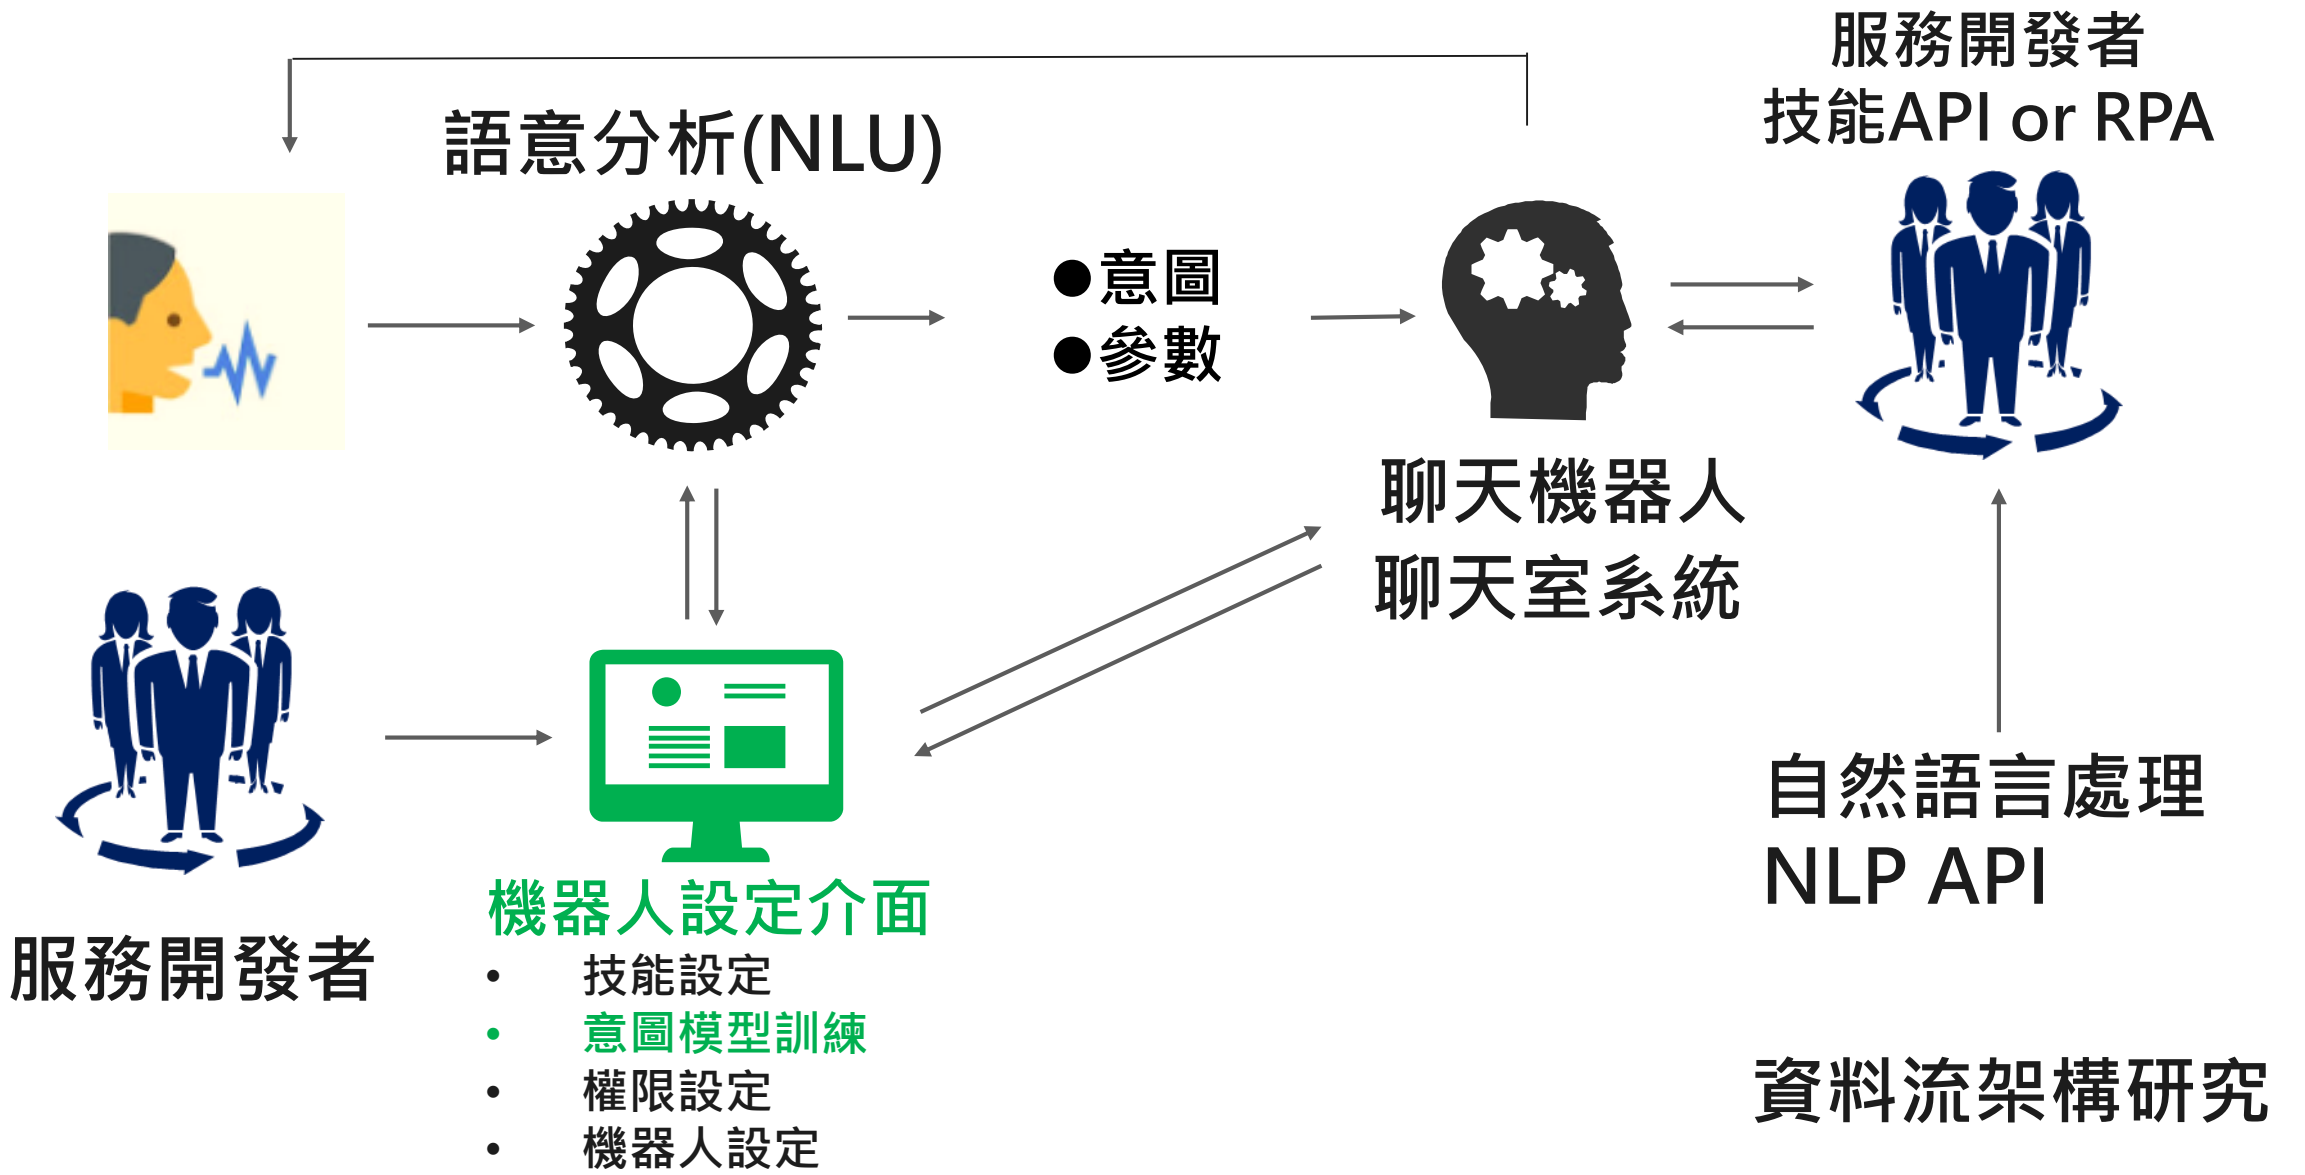 服務開發者
技能API or RPA
語意分析(NLU)
●意圖
●參數
聊天機器人
聊天室系統
自然語言處理
NLP API
機器人設定介面
服務開發者
• 技能設定
• 意圖模型訓練
• 權限設定
• 機器人設定
資料流架構研究